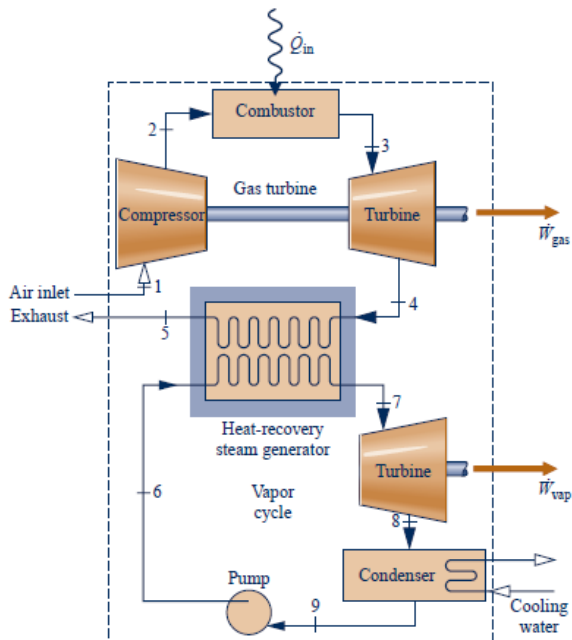 Q̇in
Combustor
2
3
Gas turbine
Compressor
Turbine
Ẇgas
1
Air inlet
4
Exhaust
5
7
Heat-recovery
steam generator
Turbine
6
Vapor
cycle
Ẇvap
8
Pump
Condenser
9
Cooling
water